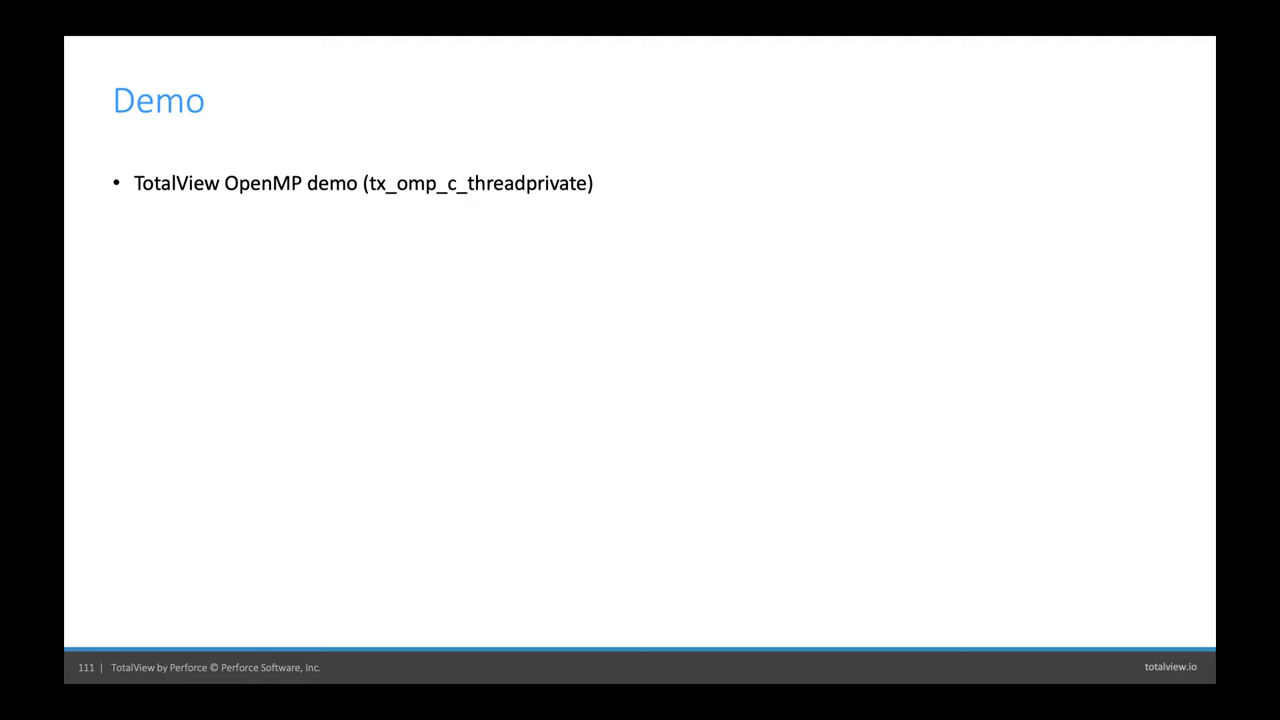 Demo
• TotalView OpenMP demo (tx_omp_c_threadprivate)
111 | TotalView by Perforce © Perforce Software, Inc.
totalview.io